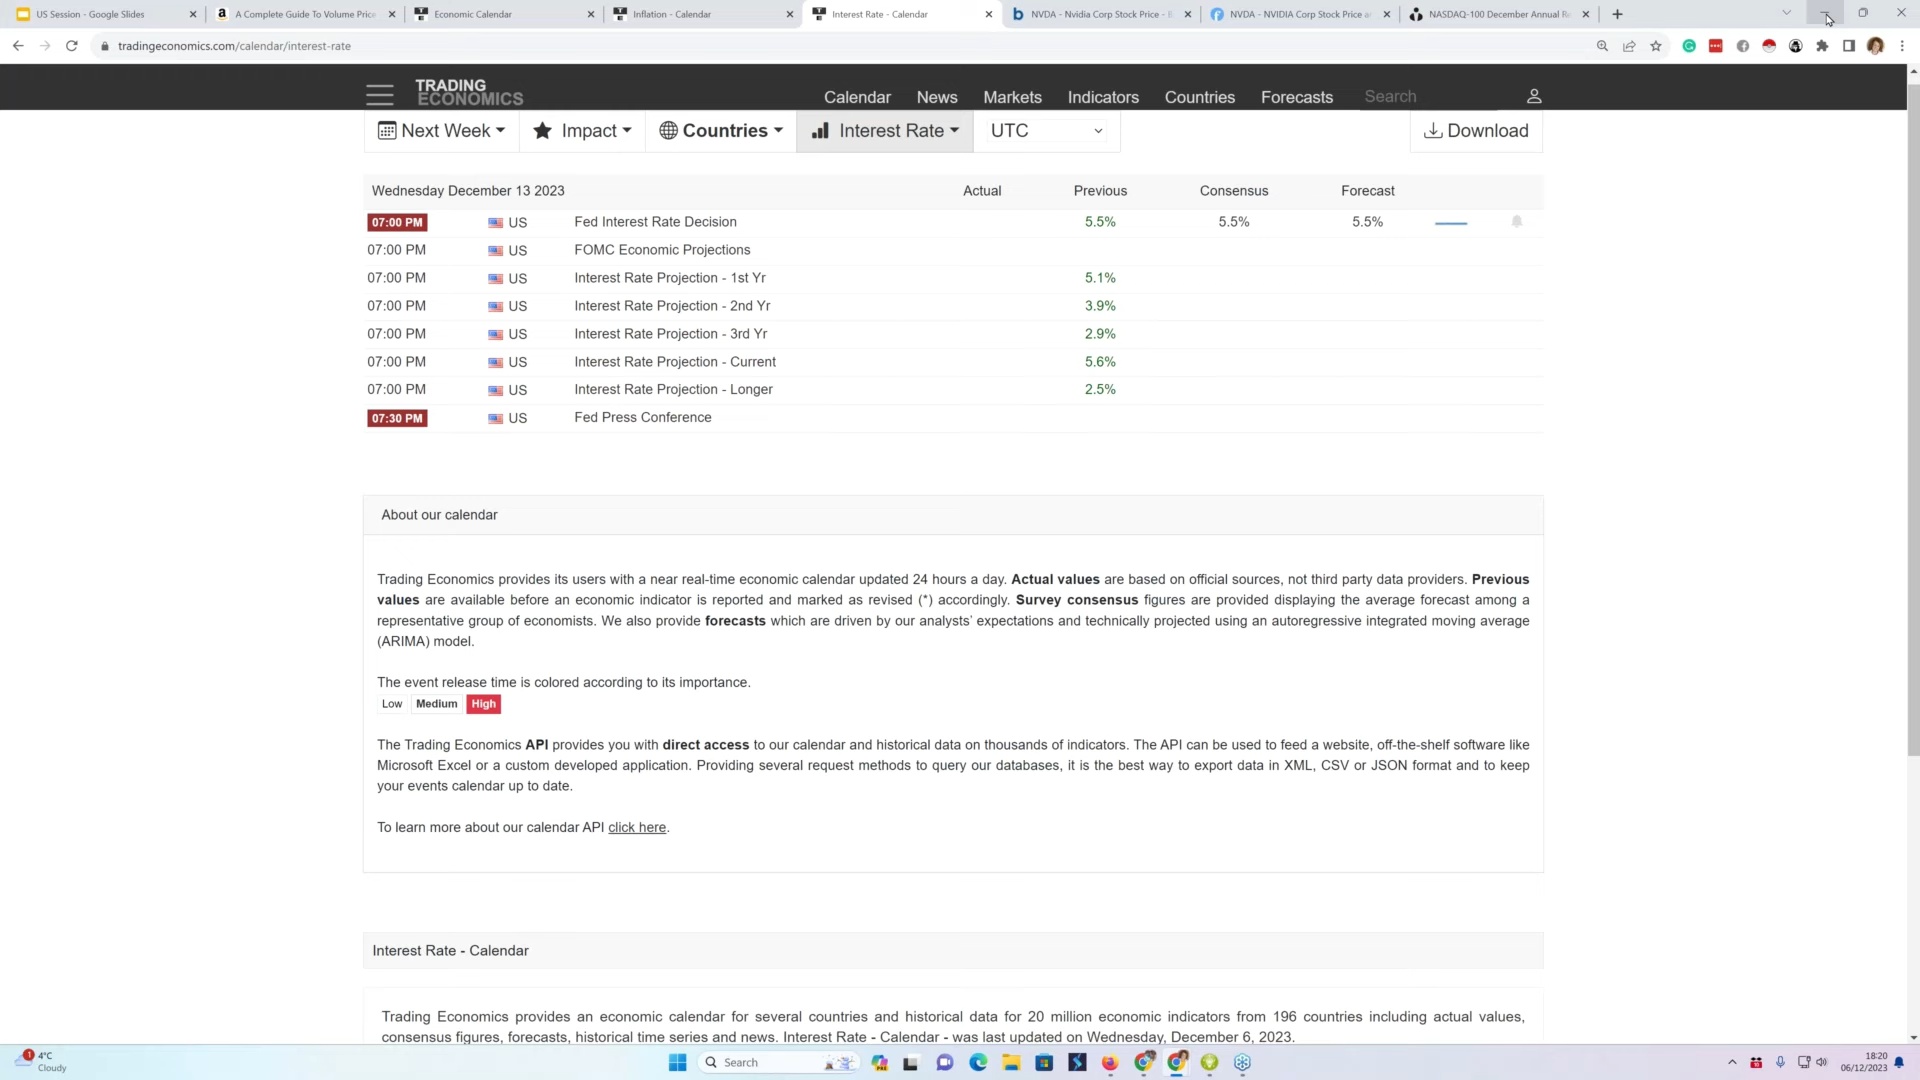 US Session - Google Slides
A Complete Guide To Volume Price
Economic Calendar
Inflation - Calendar
Interest Rate - Calendar
NVDA - Nvidia Corp Stock Price -
NVDA - NVIDIA Corp Stock Price a
NASDAQ-100 December Annual R
tradingeconomics.com/calendar/interest-rate
TRADING
ECONOMICS
Calendar News Markets Indicators Countries Forecasts Search
Next Week Impact Countries Interest Rate UTC Download
Wednesday December 13 2023 Actual Previous Consensus Forecast
07:00 PM US Fed Interest Rate Decision 5.5% 5.5% 5.5%
07:00 PM US FOMC Economic Projections
07:00 PM US Interest Rate Projection - 1st Yr 5.1%
07:00 PM US Interest Rate Projection - 2nd Yr 3.9%
07:00 PM US Interest Rate Projection - 3rd Yr 2.9%
07:00 PM US Interest Rate Projection - Current 5.6%
07:00 PM US Interest Rate Projection - Longer 2.5%
07:30 PM US Fed Press Conference
About our calendar
Trading Economics provides its users with a near real-time economic calendar updated 24 hours a day. Actual values are based on official sources, not third party data providers. Previous
values are available before an economic indicator is reported and marked as revised (*) accordingly. Survey consensus figures are provided displaying the average forecast among a
representative group of economists. We also provide forecasts which are driven by our analysts' expectations and technically projected using an autoregressive integrated moving average
(ARIMA) model.
The event release time is colored according to its importance.
Low Medium High
The Trading Economics API provides you with direct access to our calendar and historical data on thousands of indicators. The API can be used to feed a website, off-the-shelf software like
Microsoft Excel or a custom developed application. Providing several request methods to query our databases, it is the best way to export data in XML, CSV or JSON format and to keep
your events calendar up to date.
To learn more about our calendar API click here.
Interest Rate - Calendar
Trading Economics provides an economic calendar for several countries and historical data for 20 million economic indicators from 196 countries including actual values,
consensus figures, forecasts, historical time series and news. Interest Rate - Calendar - was last updated on Wednesday, December 6, 2023.
1
4°C
Cloudy
Search
18:20
06/12/2023